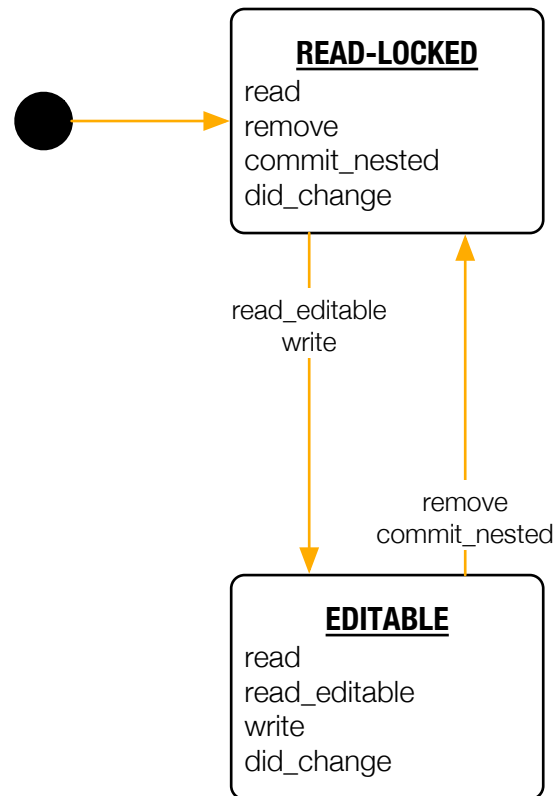 READ-LOCKED
read
remove
commit_nested
did_change
read_editable
write
remove
commit_nested
EDITABLE
read
read_editable
write
did_change